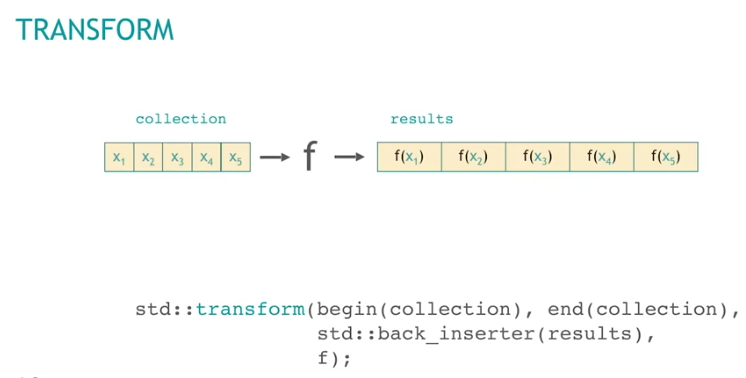 TRANSFORM
collection results
x₁ x₂ x₃ x₄ x₅ → f → f(x₁) f(x₂) f(x₃) f(x₄) f(x₅)
std::transform(begin(collection), end(collection),
std::back_inserter(results),
f);